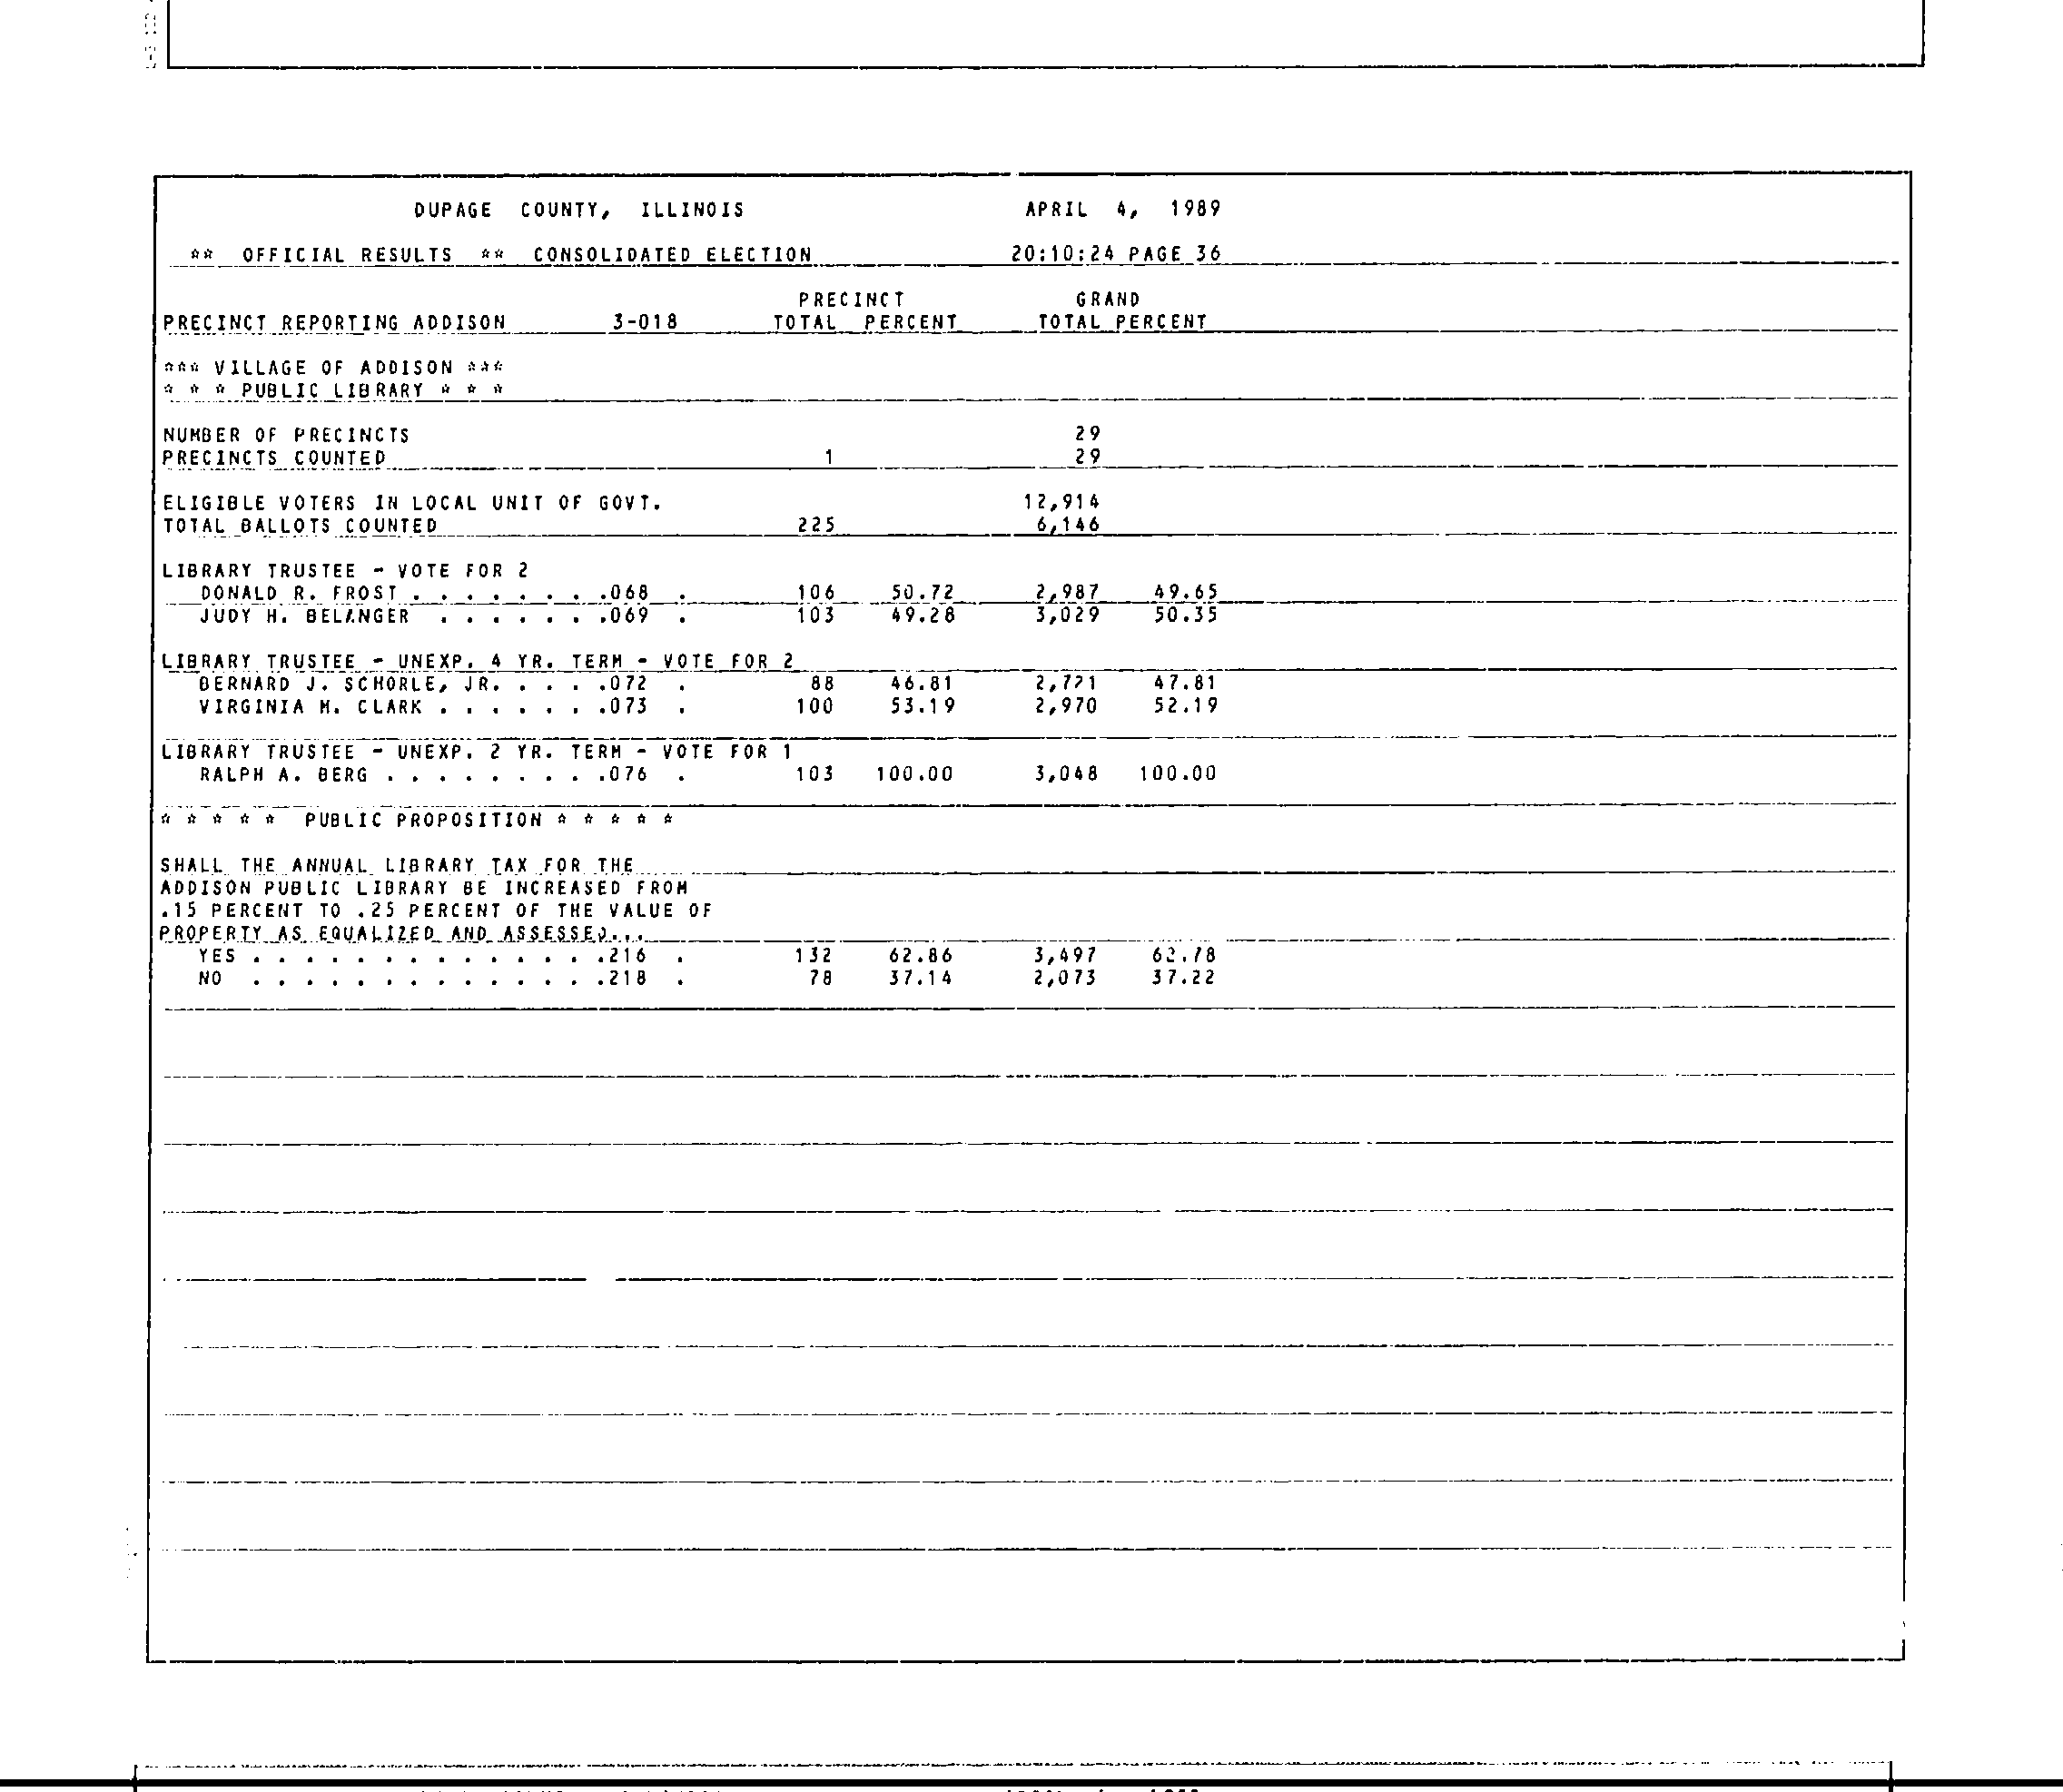 DUPAGE COUNTY, ILLINOIS APRIL 4, 1989
** OFFICIAL RESULTS ** CONSOLIDATED ELECTION 20:10:24 PAGE 36
PRECINCT GRAND
PRECINCT REPORTING ADDISON 3-018 TOTAL PERCENT TOTAL PERCENT
*** VILLAGE OF ADDISON ***
* * * PUBLIC LIBRARY * * *
NUMBER OF PRECINCTS 29
PRECINCTS COUNTED 1 29
ELIGIBLE VOTERS IN LOCAL UNIT OF GOVT. 12,914
TOTAL BALLOTS COUNTED 225 6,146
LIBRARY TRUSTEE - VOTE FOR 2
DONALD R. FROST . . . . . . . .068 . 106 50.72 2,987 49.65
JUDY H. BELANGER . . . . . . .069 . 103 49.28 3,029 50.35
LIBRARY TRUSTEE - UNEXP. 4 YR. TERM - VOTE FOR 2
BERNARD J. SCHORLE, JR. . . . .072 . 88 46.81 2,721 47.81
VIRGINIA M. CLARK . . . . . . .073 . 100 53.19 2,970 52.19
LIBRARY TRUSTEE - UNEXP. 2 YR. TERM - VOTE FOR 1
RALPH A. BERG . . . . . . . . .076 . 103 100.00 3,048 100.00
* * * * * PUBLIC PROPOSITION * * * * *
SHALL THE ANNUAL LIBRARY TAX FOR THE
ADDISON PUBLIC LIBRARY BE INCREASED FROM
.15 PERCENT TO .25 PERCENT OF THE VALUE OF
PROPERTY AS EQUALIZED AND ASSESSED...
YES . . . . . . . . . . . . . .216 . 132 62.86 3,497 62.78
NO . . . . . . . . . . . . . .218 . 78 37.14 2,073 37.22